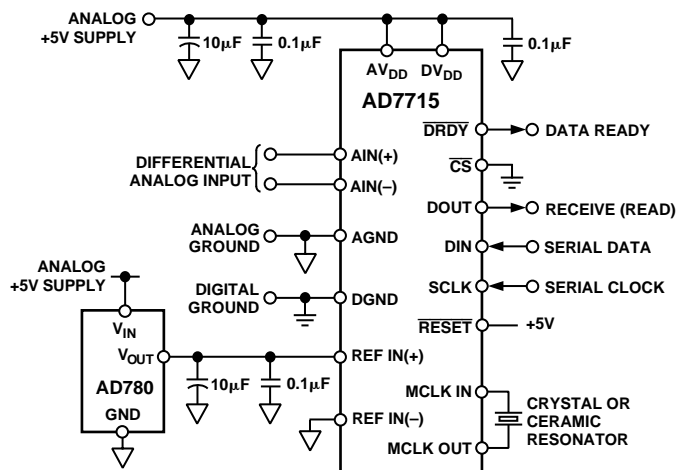 ANALOG
+5V SUPPLY
10μF
0.1μF
0.1μF
AVDD
DVDD
AD7715
DRDY
DATA READY
DIFFERENTIAL
ANALOG INPUT
AIN(+)
AIN(–)
CS
DOUT
RECEIVE (READ)
ANALOG
GROUND
AGND
DIN
SERIAL DATA
ANALOG
+5V SUPPLY
DIGITAL
GROUND
DGND
SCLK
SERIAL CLOCK
RESET
+5V
VIN
VOUT
AD780
GND
10μF
0.1μF
REF IN(+)
REF IN(–)
MCLK IN
MCLK OUT
CRYSTAL OR
CERAMIC
RESONATOR